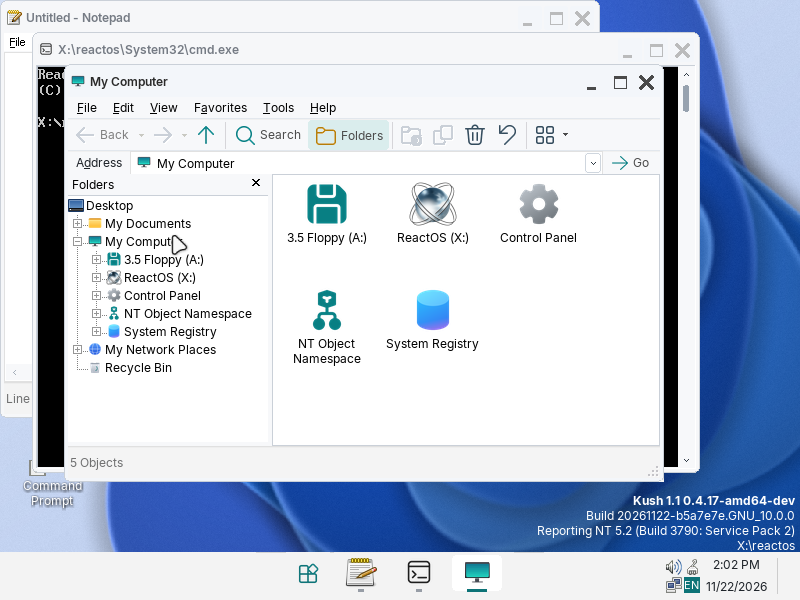 Untitled - Notepad
File
X:\reactos\System32\cmd.exe
(C)
My Computer
File Edit View Favorites Tools Help
Back Search Folders
Address My Computer Go
Folders
Desktop
My Documents
My Comput
3.5 Floppy (A:)
ReactOS (X:)
Control Panel
NT Object Namespace
System Registry
My Network Places
Recycle Bin
3.5 Floppy (A:) ReactOS (X:) Control Panel
NT Object
Namespace
System Registry
5 Objects
Line
Command
Prompt
Kush 1.1 0.4.17-amd64-dev
Build 20261122-b5a7e7e.GNU_10.0.0
Reporting NT 5.2 (Build 3790: Service Pack 2)
X:\reactos
EN
2:02 PM
11/22/2026